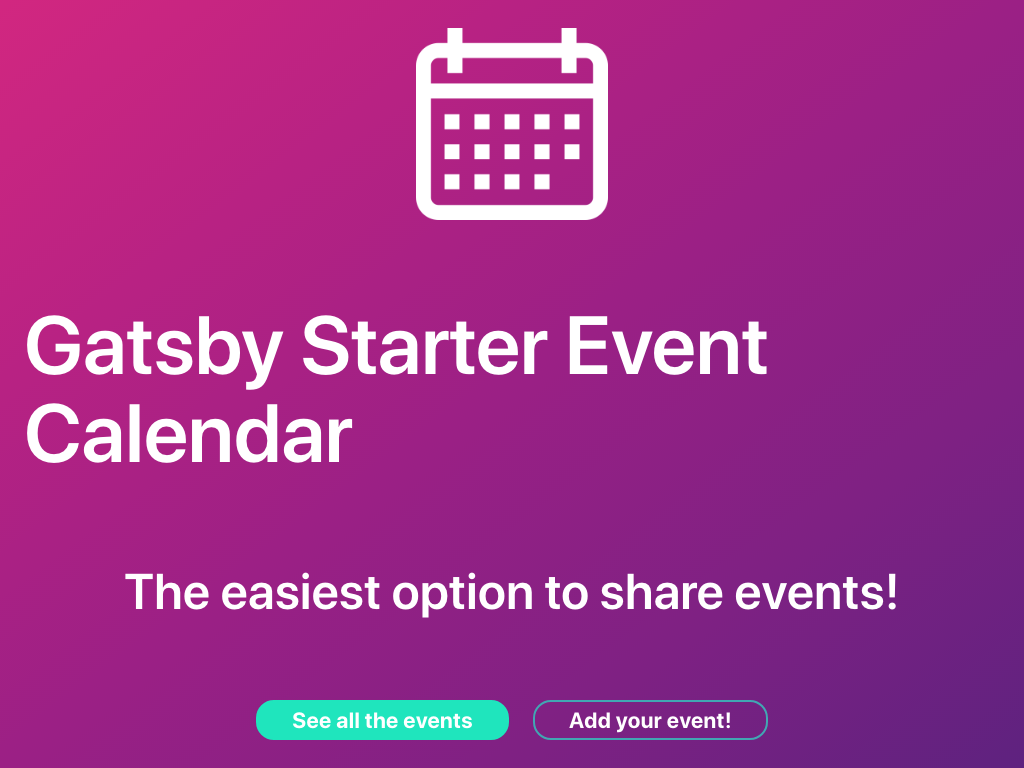 Gatsby Starter Event
Calendar
The easiest option to share events!
See all the events
Add your event!